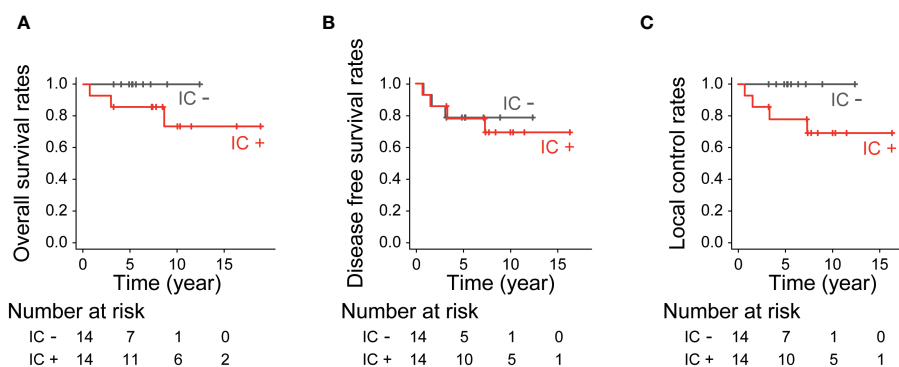 A
Overall survival rates
1.0
0.8
0.6
0.4
0.2
0.0
IC -
IC +
0 5 10 15
Time (year)
Number at risk
IC - 14 7 1 0
IC + 14 11 6 2
B
Disease free survival rates
1.0
0.8
0.6
0.4
0.2
0.0
IC -
IC +
0 5 10 15
Time (year)
Number at risk
IC - 14 5 1 0
IC + 14 10 5 1
C
Local control rates
1.0
0.8
0.6
0.4
0.2
0.0
IC -
IC +
0 5 10 15
Time (year)
Number at risk
IC - 14 7 1 0
IC + 14 10 5 1